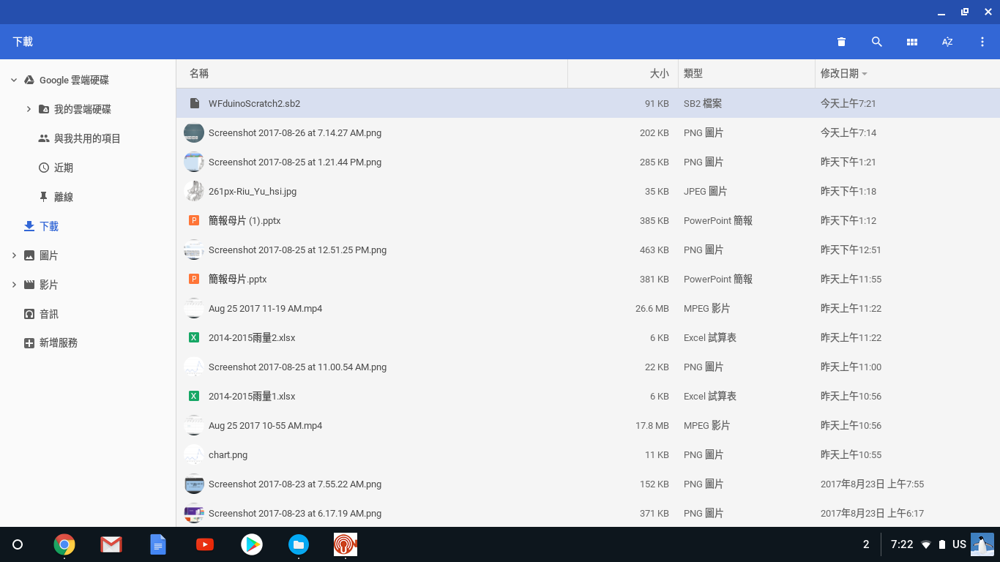 下載
AZ
Google 雲端硬碟
我的雲端硬碟
與我共用的項目
近期
離線
下載
圖片
影片
音訊
新增服務
名稱 大小 類型 修改日期
WFduinoScratch2.sb2 91 KB SB2 檔案 今天上午7:21
Screenshot 2017-08-26 at 7.14.27 AM.png 202 KB PNG 圖片 今天上午7:14
Screenshot 2017-08-25 at 1.21.44 PM.png 285 KB PNG 圖片 昨天下午1:21
261px-Riu_Yu_hsi.jpg 35 KB JPEG 圖片 昨天下午1:18
P 簡報母片 (1).pptx 385 KB PowerPoint 簡報 昨天下午1:12
Screenshot 2017-08-25 at 12.51.25 PM.png 463 KB PNG 圖片 昨天下午12:51
P 簡報母片.pptx 381 KB PowerPoint 簡報 昨天上午11:55
Aug 25 2017 11-19 AM.mp4 26.6 MB MPEG 影片 昨天上午11:22
X 2014-2015雨量2.xlsx 6 KB Excel 試算表 昨天上午11:22
Screenshot 2017-08-25 at 11.00.54 AM.png 22 KB PNG 圖片 昨天上午11:00
X 2014-2015雨量1.xlsx 6 KB Excel 試算表 昨天上午10:56
Aug 25 2017 10-55 AM.mp4 17.8 MB MPEG 影片 昨天上午10:56
chart.png 11 KB PNG 圖片 昨天上午10:55
Screenshot 2017-08-23 at 7.55.22 AM.png 152 KB PNG 圖片 2017年8月23日 上午7:55
Screenshot 2017-08-23 at 6.17.19 AM.png 371 KB PNG 圖片 2017年8月23日 上午6:17
2 7:22 US